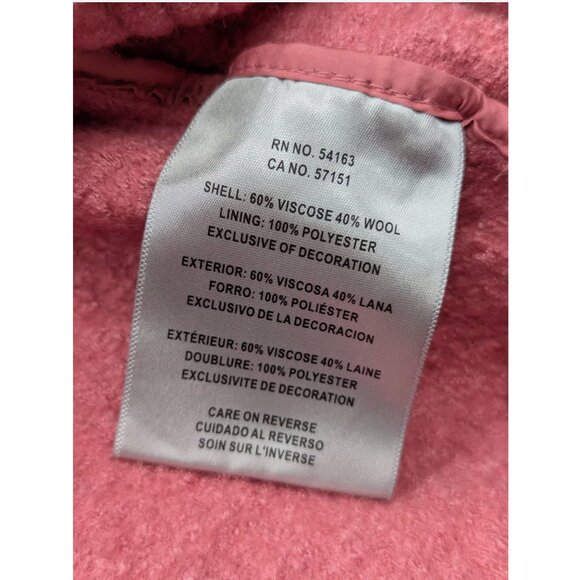 RN NO. 54163
CA NO. 57151
SHELL: 60% VISCOSE 40% WOOL
LINING: 100% POLYESTER
EXCLUSIVE OF DECORATION
EXTERIOR: 60% VISCOSA 40% LANA
FORRO: 100% POLIÉSTER
EXCLUSIVO DE LA DECORACION
EXTÉRIEUR: 60% VISCOSE 40% LAINE
DOUBLURE: 100% POLYESTER
EXCLUSIVITE DE DECORATION
CARE ON REVERSE
CUIDADO AL REVERSO
SOIN SUR L'INVERSE